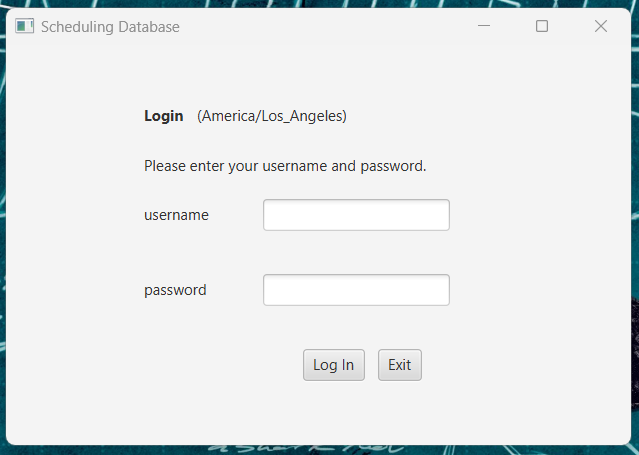 Scheduling Database
Login (America/Los_Angeles)
Please enter your username and password.
username
password
Log In Exit